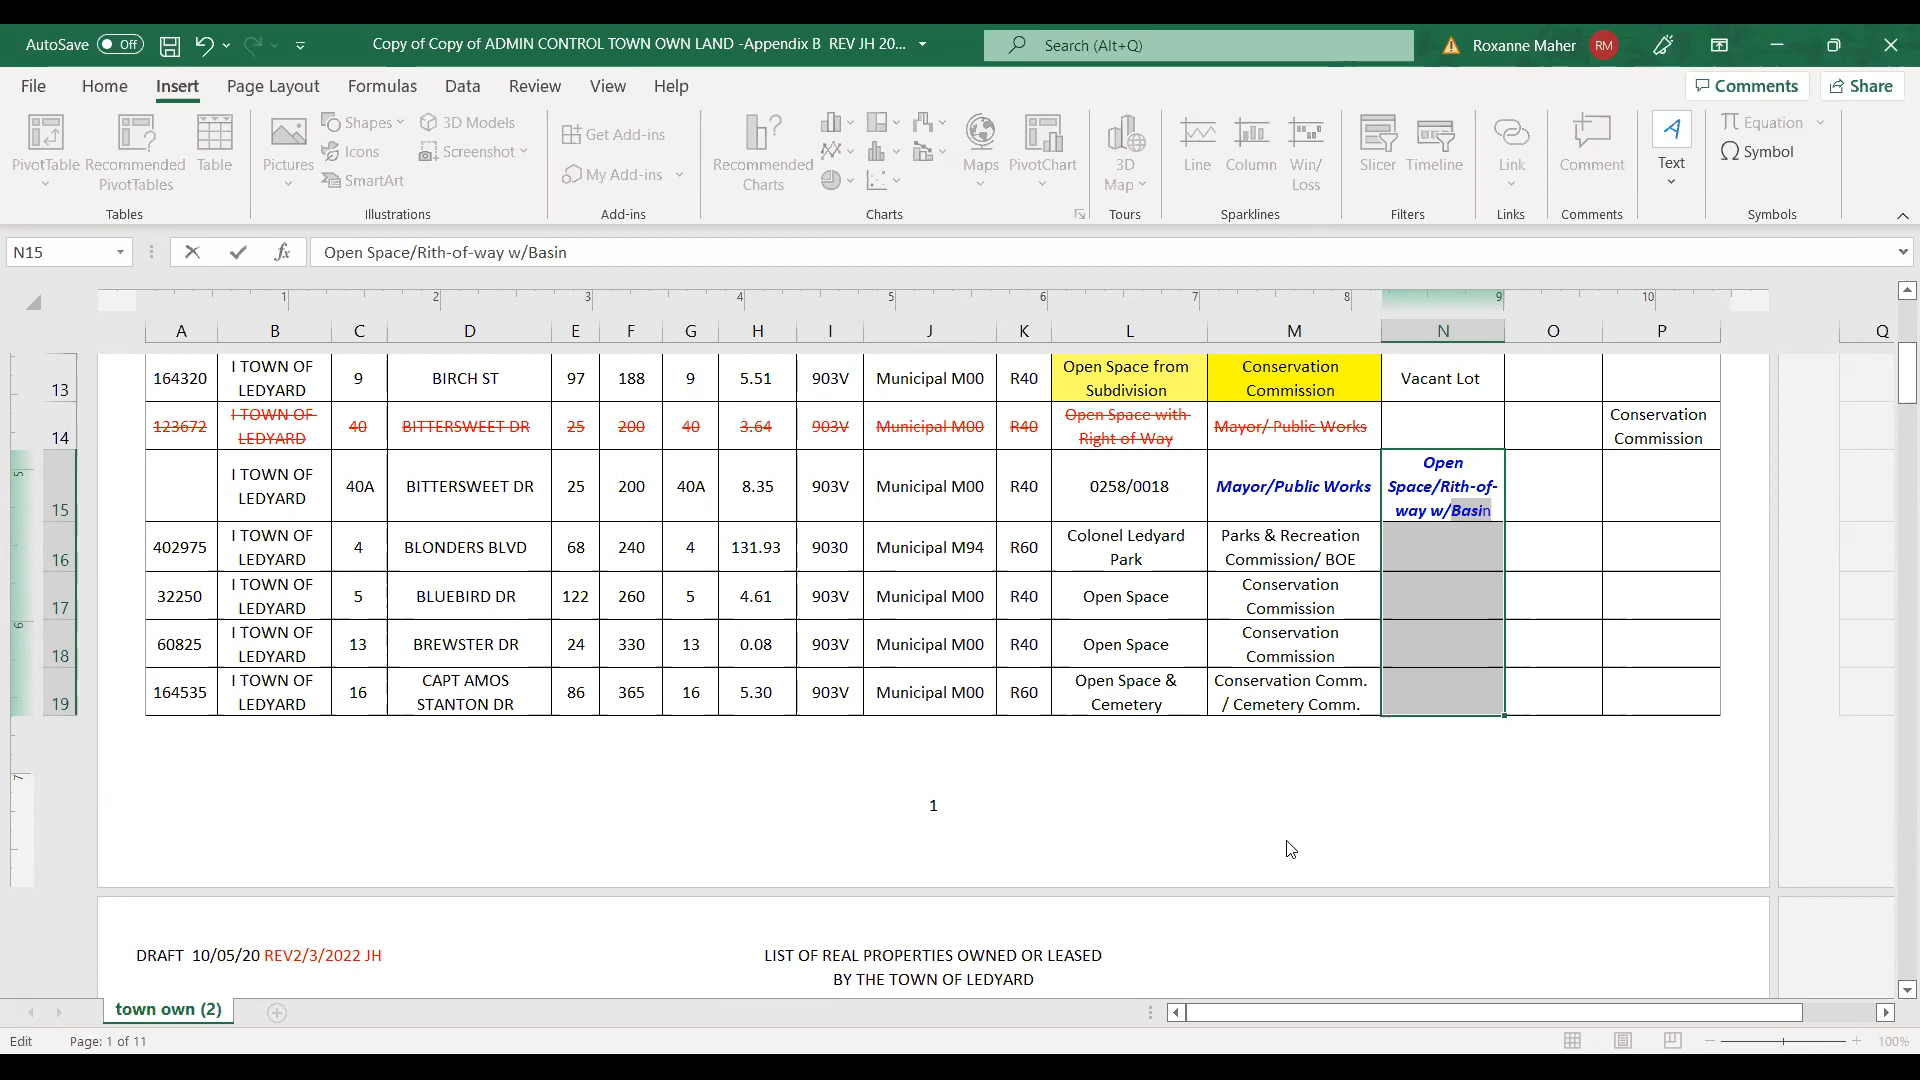 AutoSave Off Copy of Copy of ADMIN CONTROL TOWN OWN LAND -Appendix B REV JH 20... Search (Alt+Q) Roxanne Maher RM
File Home Insert Page Layout Formulas Data Review View Help Comments Share
PivotTable
Recommended PivotTables
Table
Pictures
Shapes
Icons
SmartArt
3D Models
Screenshot
Get Add-ins
My Add-ins
Recommended Charts
Maps
PivotChart
3D Map
Line
Column
Win/ Loss
Slicer
Timeline
Link
Comment
Text
Equation
Symbol
Tables Illustrations Add-ins Charts Tours Sparklines Filters Links Comments Symbols
N15 fx Open Space/Rith-of-way w/Basin
1 2 3 4 5 6 7 8 9 10
A B C D E F G H I J K L M N O P Q
13 164320 I TOWN OF LEDYARD 9 BIRCH ST 97 188 9 5.51 903V Municipal M00 R40 Open Space from Subdivision Conservation Commission Vacant Lot
14 123672 I TOWN OF LEDYARD 40 BITTERSWEET DR 25 200 40 3.64 903V Municipal M00 R40 Open Space with Right of Way Mayor/ Public Works Conservation Commission
15 I TOWN OF LEDYARD 40A BITTERSWEET DR 25 200 40A 8.35 903V Municipal M00 R40 0258/0018 Mayor/Public Works Open Space/Rith-of-way w/Basin
16 402975 I TOWN OF LEDYARD 4 BLONDERS BLVD 68 240 4 131.93 9030 Municipal M94 R60 Colonel Ledyard Park Parks & Recreation Commission/ BOE
17 32250 I TOWN OF LEDYARD 5 BLUEBIRD DR 122 260 5 4.61 903V Municipal M00 R40 Open Space Conservation Commission
18 60825 I TOWN OF LEDYARD 13 BREWSTER DR 24 330 13 0.08 903V Municipal M00 R40 Open Space Conservation Commission
19 164535 I TOWN OF LEDYARD 16 CAPT AMOS STANTON DR 86 365 16 5.30 903V Municipal M00 R60 Open Space & Cemetery Conservation Comm. / Cemetery Comm.
5
6
7
1
DRAFT 10/05/20 REV2/3/2022 JH LIST OF REAL PROPERTIES OWNED OR LEASED
BY THE TOWN OF LEDYARD
town own (2)
Edit Page: 1 of 11 100%